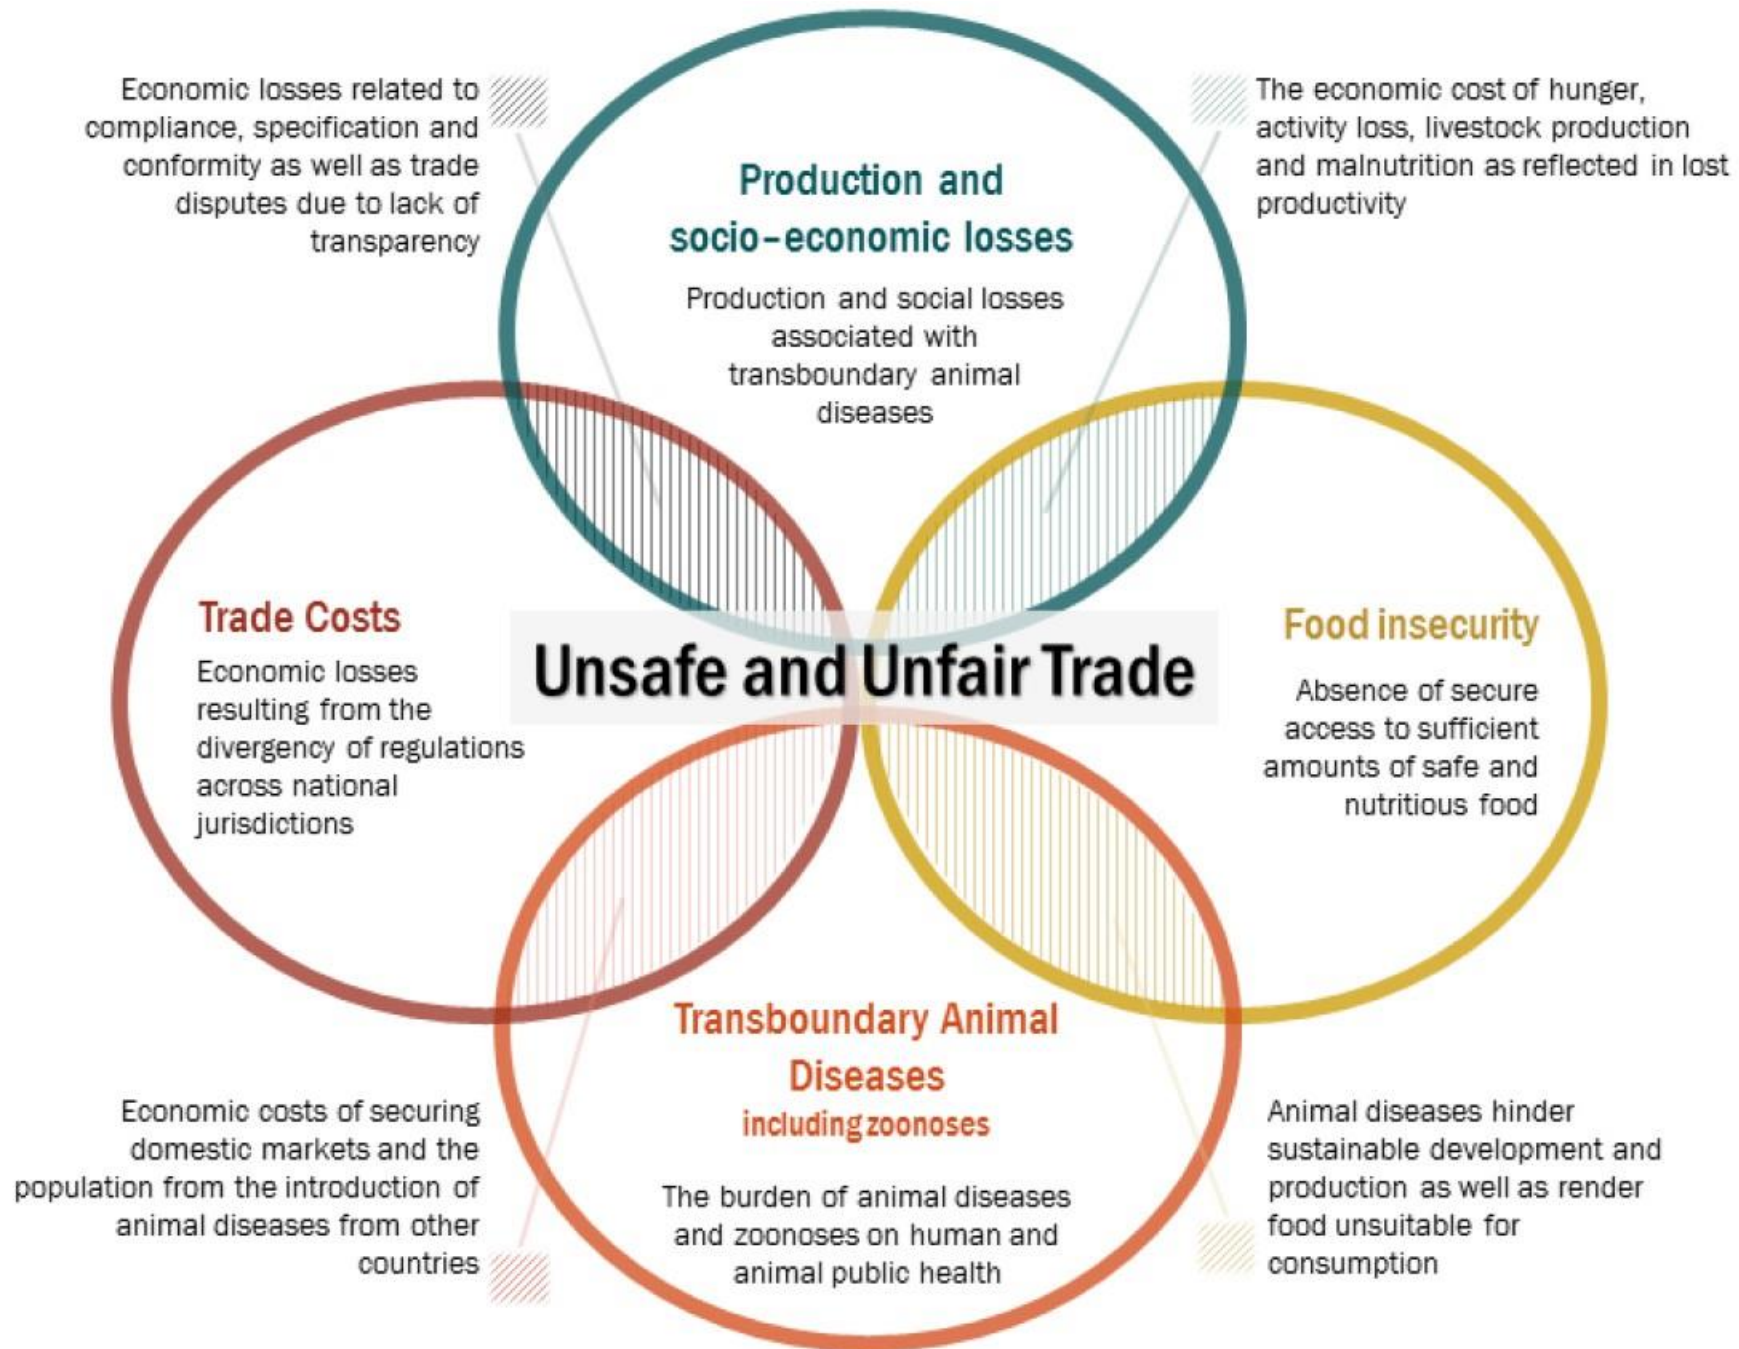 Economic losses related to
compliance, specification and
conformity as well as trade
disputes due to lack of
transparency
The economic cost of hunger,
activity loss, livestock production
and malnutrition as reflected in lost
productivity
Production and
socio-economic losses
Production and social losses
associated with
transboundary animal
diseases
Trade Costs
Economic losses
resulting from the
divergency of regulations
across national
jurisdictions
Unsafe and Unfair Trade
Food insecurity
Absence of secure
access to sufficient
amounts of safe and
nutritious food
Transboundary Animal
Diseases
including zoonoses
The burden of animal diseases
and zoonoses on human and
animal public health
Economic costs of securing
domestic markets and the
population from the introduction of
animal diseases from other
countries
Animal diseases hinder
sustainable development and
production as well as render
food unsuitable for
consumption